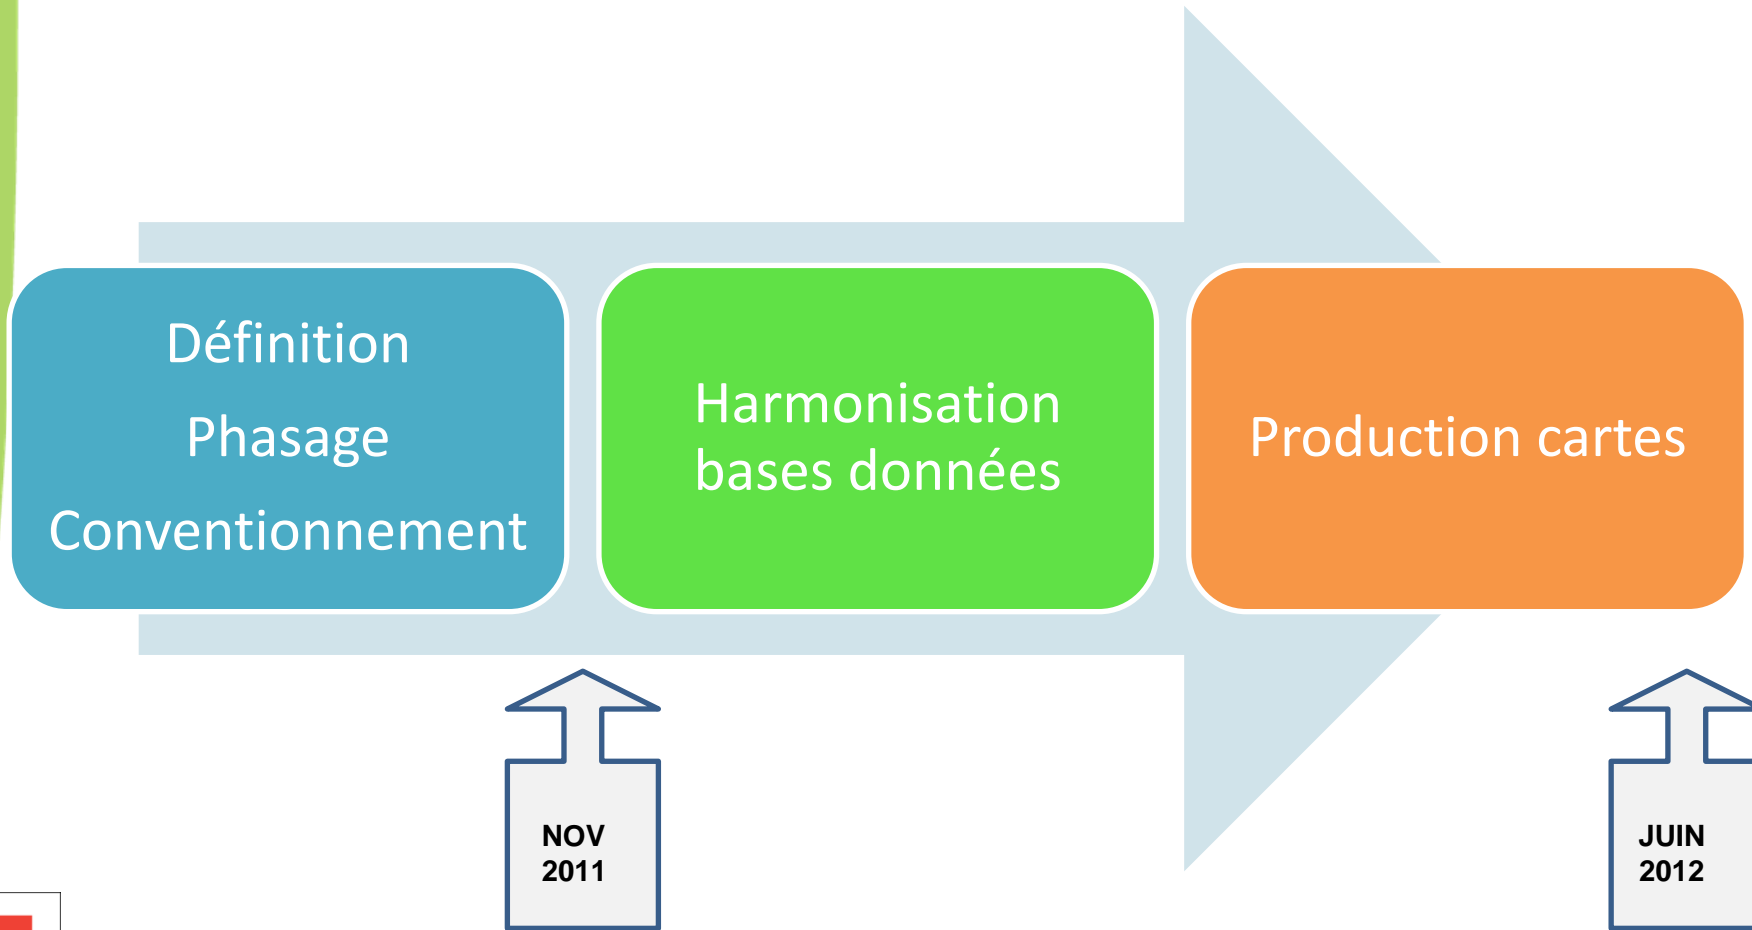 Définition
Phasage
Conventionnement
Harmonisation
bases données
Production cartes
NOV
2011
JUIN
2012